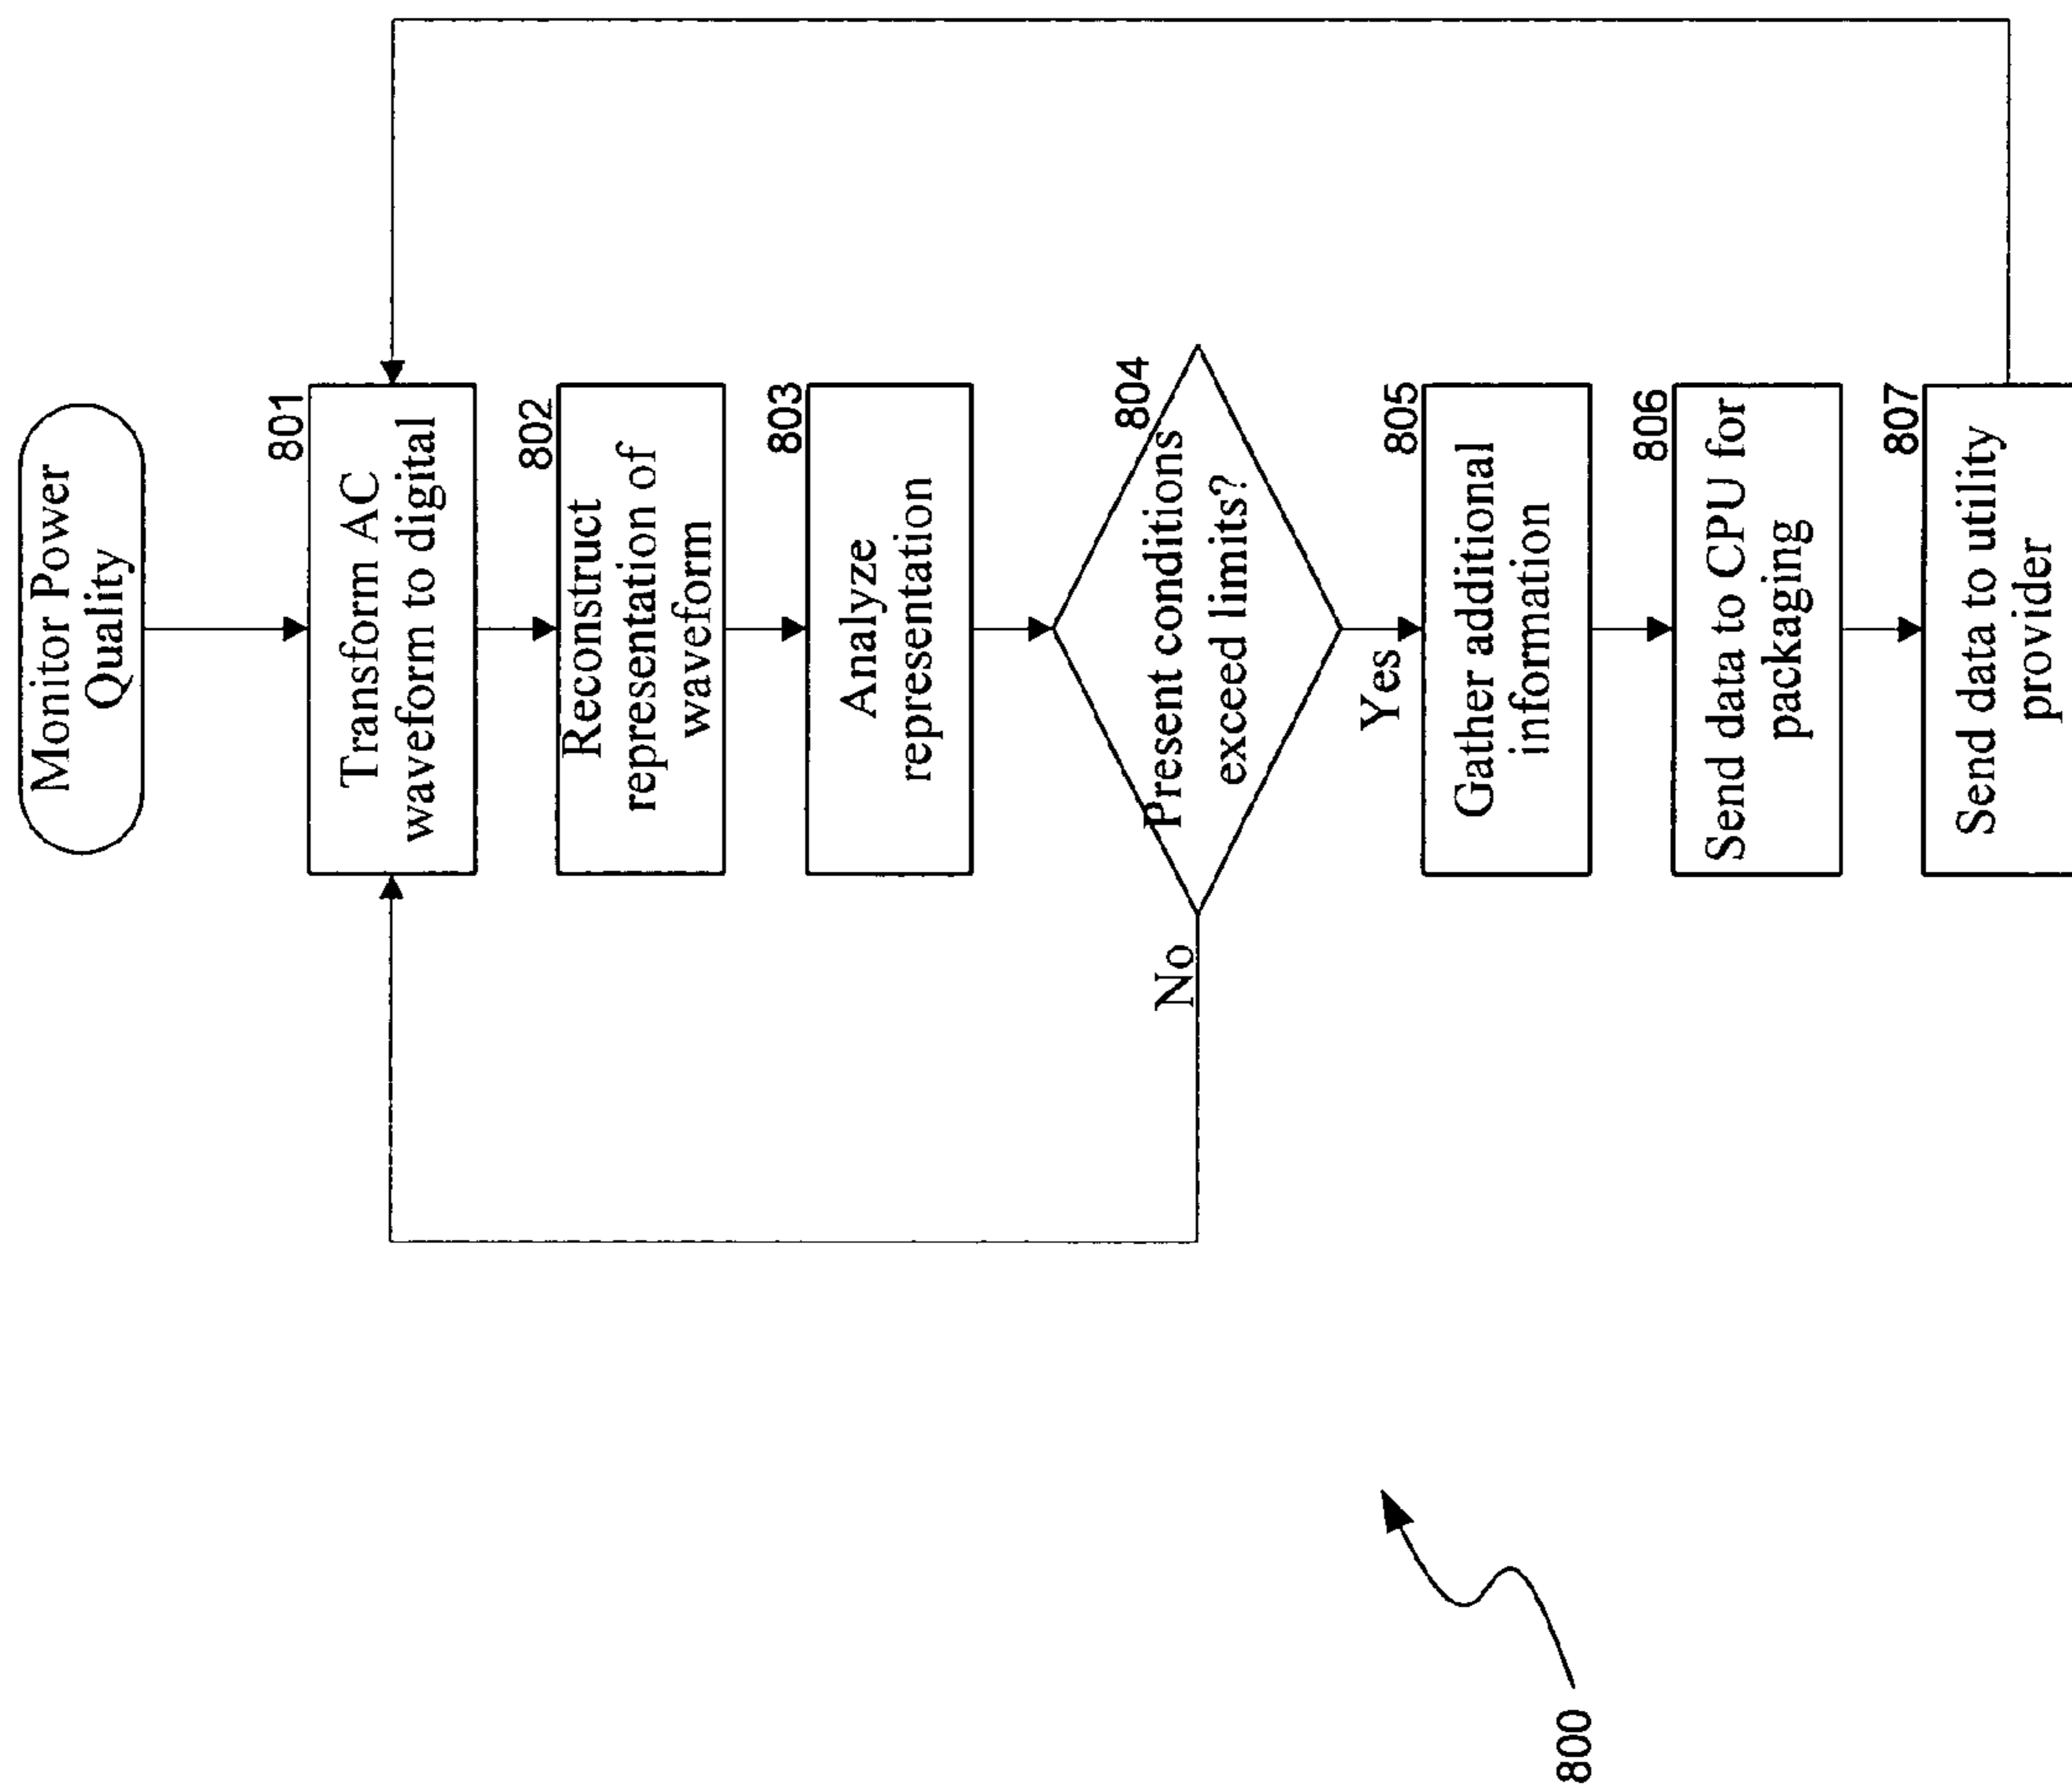 Monitor Power
Quality
801
Transform AC
waveform to digital
802
Reconstruct
representation of
waveform
803
Analyze
representation
804
Present conditions
exceed limits?
No
Yes
805
Gather additional
information
806
Send data to CPU for
packaging
807
Send data to utility
provider
800